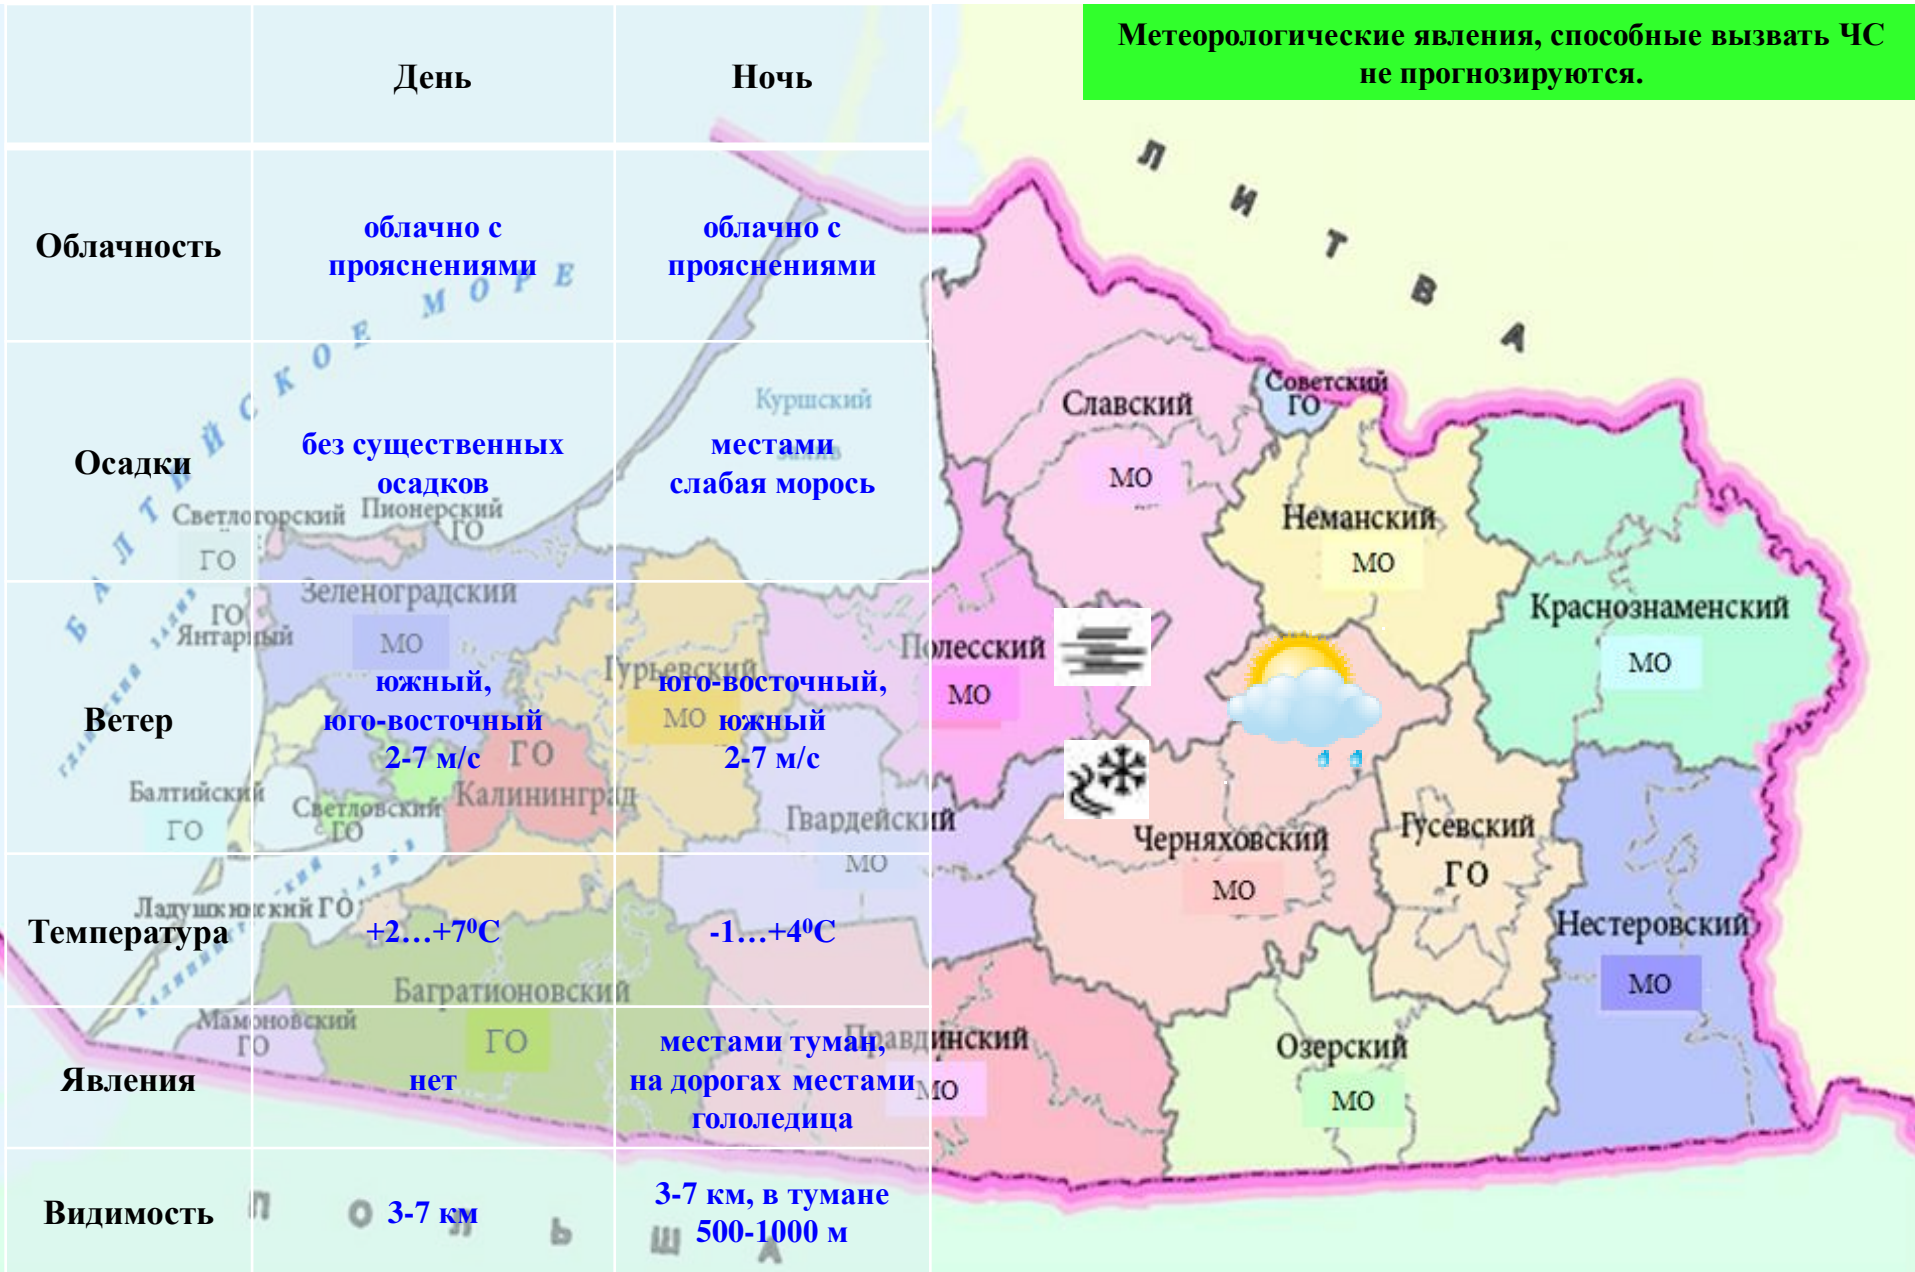 День
Ночь
Метеорологические явления, способные вызвать ЧС
не прогнозируются.
Облачность
облачно с
прояснениями
облачно с
прояснениями
Осадки
без существенных
осадков
местами
слабая морось
Ветер
южный,
юго-восточный
2-7 м/с
юго-восточный,
южный
2-7 м/с
Температура
+2…+7⁰С
-1…+4⁰С
Явления
нет
местами туман,
на дорогах местами
гололедица
Видимость
3-7 км
3-7 км, в тумане
500-1000 м
БАЛТИЙСКОЕ МОРЕ
ЛИТВА
ПОЛЬША
Куршский
залив
Светлогорский
ГО
Пионерский
ГО
Зеленоградский
МО
ГО
Янтарный
Гурьевский
МО
ГО
Калининград
Балтийский
ГО
Светловский
ГО
Ладушкинский ГО
Мамоновский
ГО
Багратионовский
ГО
Полесский
МО
Гвардейский
МО
Правдинский
МО
Славский
МО
Советский
ГО
Неманский
МО
Краснознаменский
МО
Черняховский
МО
Гусевский
ГО
Нестеровский
МО
Озерский
МО